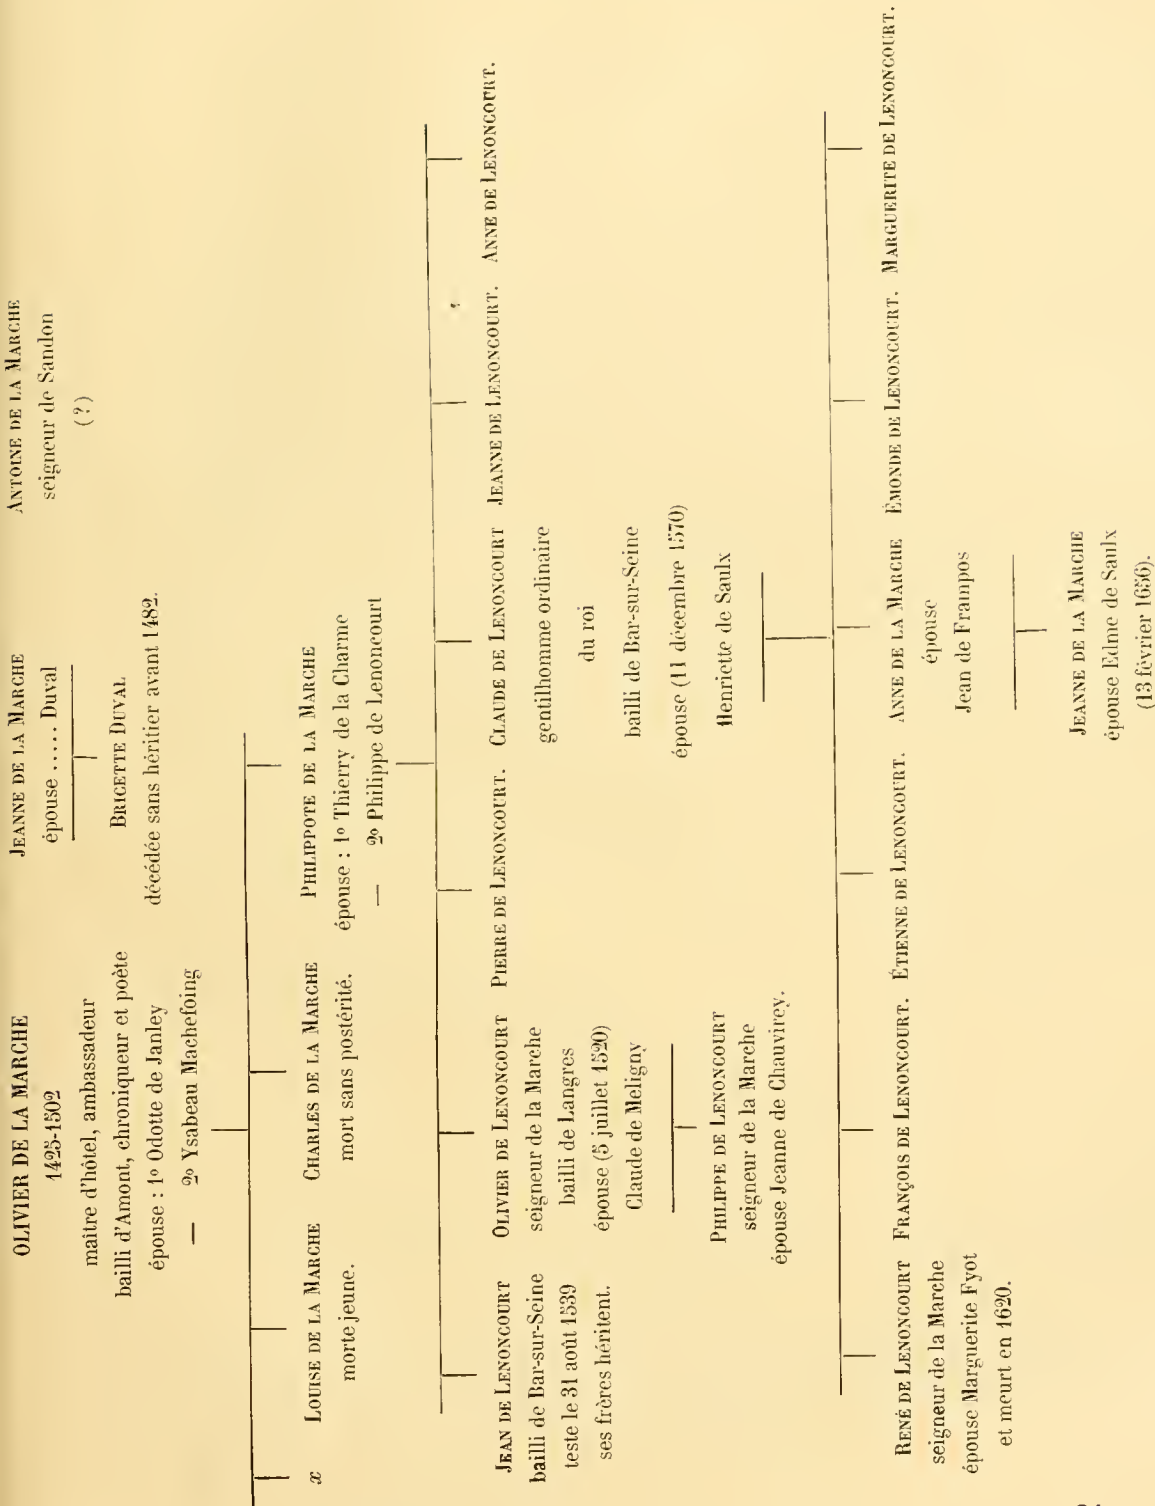 OLIVIER DE LA MARCHE
1425-1502
maître d'hôtel, ambassadeur
bailli d'Amont, chroniqueur et poète
épouse : 1º Odotte de Janley
— 2º Ysabeau Machefoing
JEANNE DE LA MARCHE
épouse ..... Duval
BRICETTE DUVAL
décédée sans héritier avant 1482.
ANTOINE DE LA MARCHE
seigneur de Sandon
(?)
x
LOUISE DE LA MARCHE
morte jeune.
CHARLES DE LA MARCHE
mort sans postérité.
PHILIPPOTE DE LA MARCHE
épouse : 1º Thierry de la Charme
— 2º Philippe de Lenoncourt
JEAN DE LENONCOURT
bailli de Bar-sur-Seine
teste le 31 août 1539
ses frères héritent.
OLIVIER DE LENONCOURT
seigneur de la Marche
bailli de Langres
épouse (5 juillet 1520)
Claude de Meligny
PHILIPPE DE LENONCOURT
seigneur de la Marche
épouse Jeanne de Chauvirey.
PIERRE DE LENONCOURT.
CLAUDE DE LENONCOURT
gentilhomme ordinaire
du roi
bailli de Bar-sur-Seine
épouse (11 décembre 1570)
Henriette de Saulx
JEANNE DE LENONCOURT.
ANNE DE LENONCOURT.
RENÉ DE LENONCOURT
seigneur de la Marche
épouse Marguerite Fyot
et meurt en 1620.
FRANÇOIS DE LENONCOURT.
ÉTIENNE DE LENONCOURT.
ANNE DE LA MARCHE
épouse
Jean de Frampos
JEANNE DE LA MARCHE
épouse Edme de Saulx
(13 février 1656).
ÉMONDE DE LENONCOURT.
MARGUERITE DE LENONCOURT.